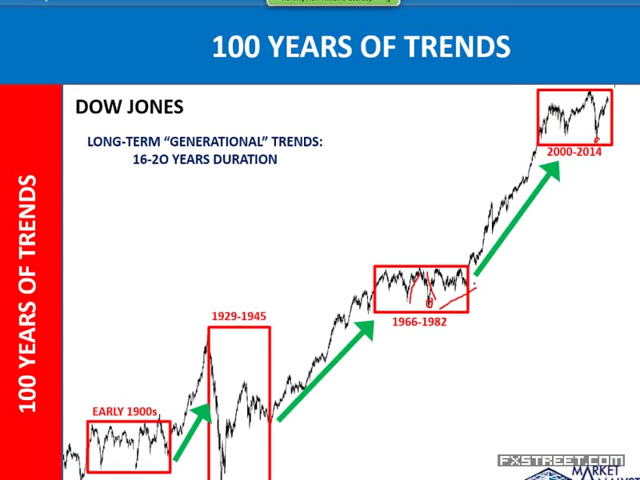 100 YEARS OF TRENDS
100 YEARS OF TRENDS
DOW JONES
LONG-TERM “GENERATIONAL” TRENDS:
16-2O YEARS DURATION
2000-2014
1929-1945
1966-1982
EARLY 1900s
FXSTREET.COM
MARKET